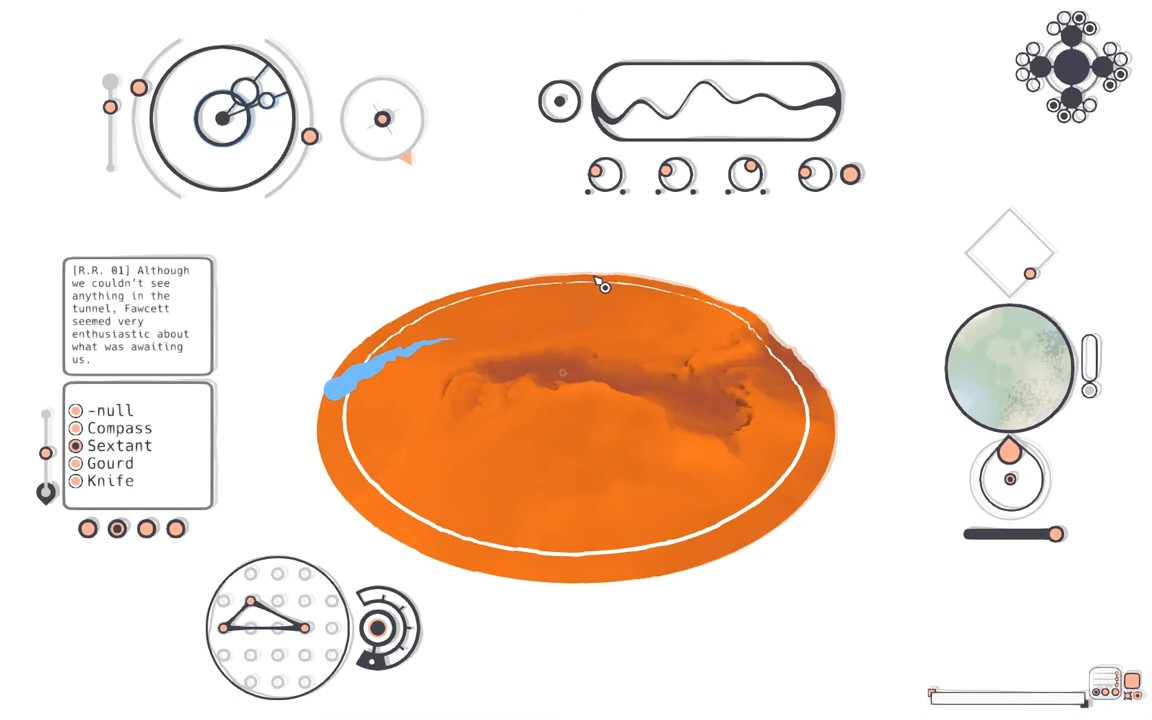 [R.R. 01] Although
we couldn't see
anything in the
tunnel, Fawcett
seemed very
enthusiastic about
what was awaiting
us.
-null
Compass
Sextant
Gourd
Knife